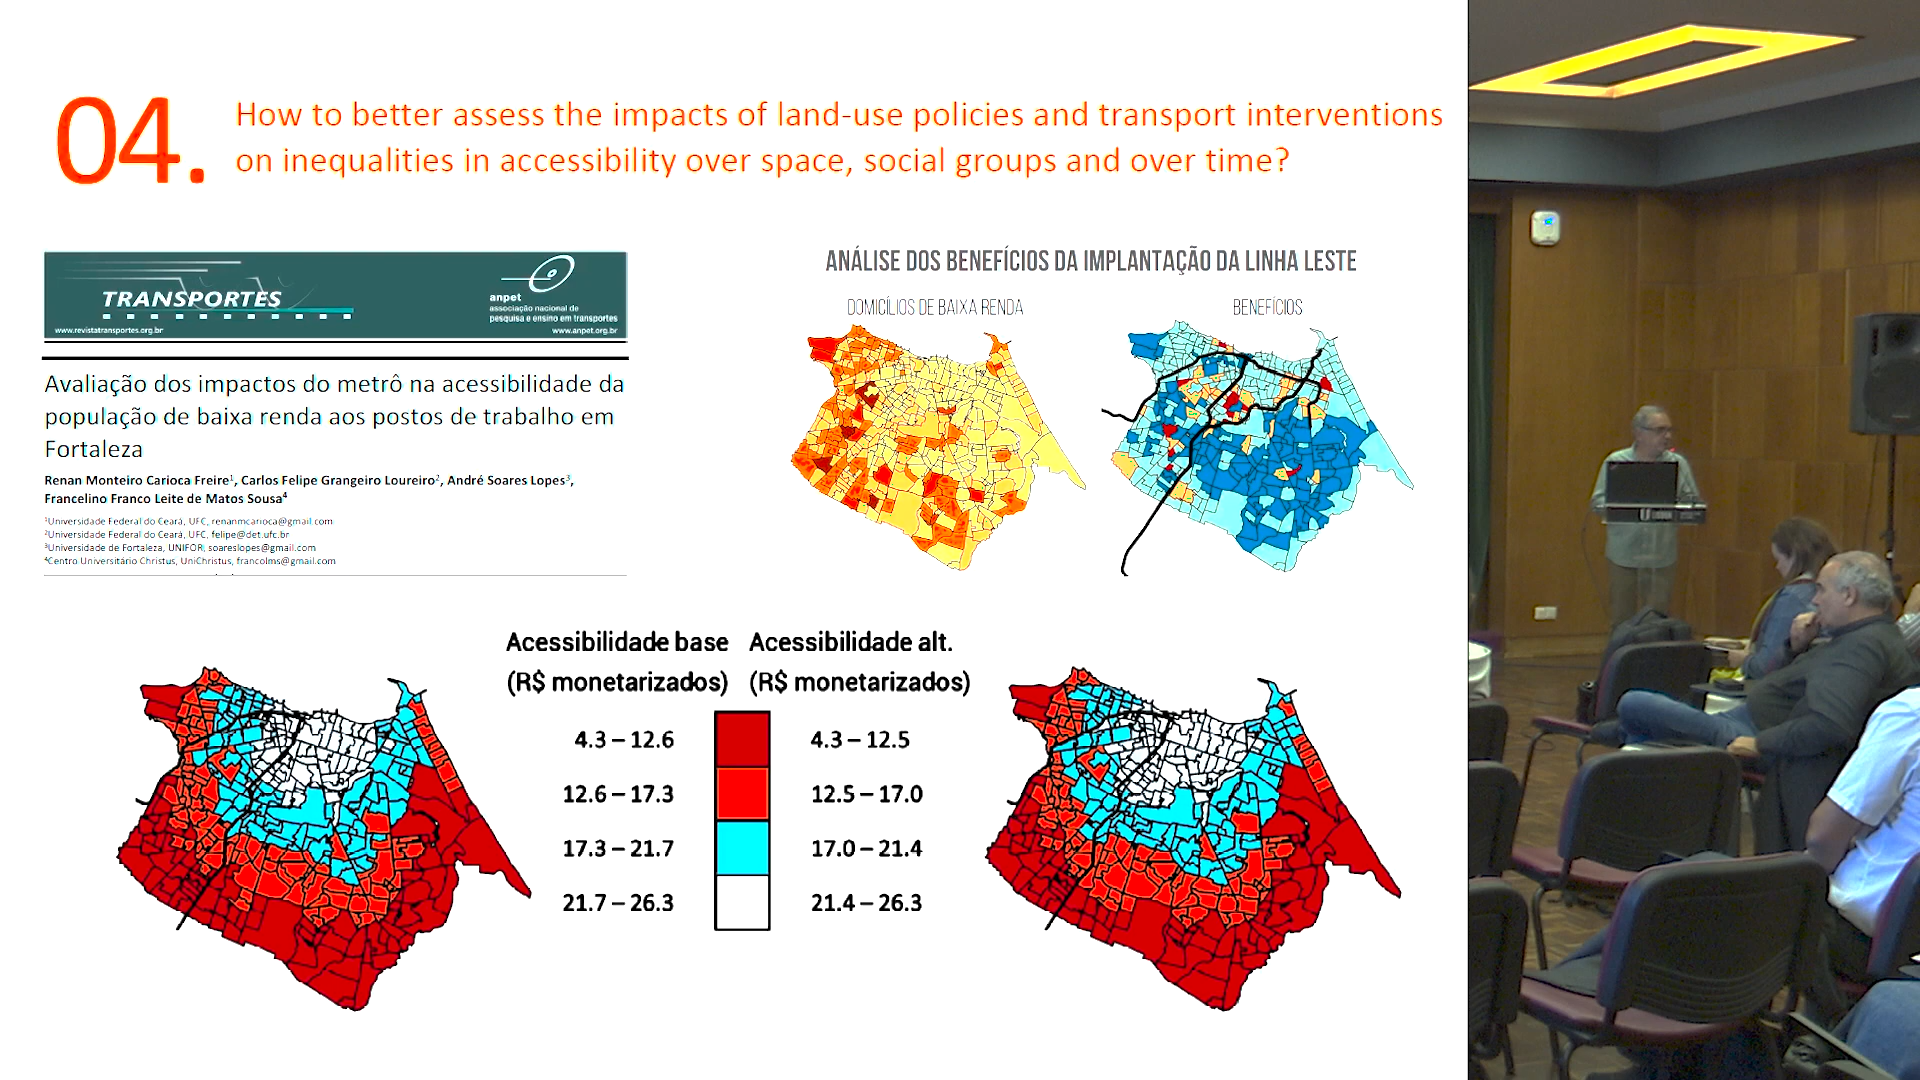 04.
How to better assess the impacts of land-use policies and transport interventions
on inequalities in accessibility over space, social groups and over time?
TRANSPORTES
www.revistatransportes.org.br
anpet
associação nacional de
pesquisa e ensino em transportes
www.anpet.org.br
Avaliação dos impactos do metrô na acessibilidade da
população de baixa renda aos postos de trabalho em
Fortaleza
Renan Monteiro Carioca Freire¹, Carlos Felipe Grangeiro Loureiro², André Soares Lopes³,
Francelino Franco Leite de Matos Sousa⁴
¹Universidade Federal do Ceará, UFC, renanmcarioca@gmail.com
²Universidade Federal do Ceará, UFC, felipe@det.ufc.br
³Universidade de Fortaleza, UNIFOR, soareslopes@gmail.com
⁴Centro Universitário Christus, UniChristus, francolms@gmail.com
ANÁLISE DOS BENEFÍCIOS DA IMPLANTAÇÃO DA LINHA LESTE
DOMICÍLIOS DE BAIXA RENDA
BENEFÍCIOS
Acessibilidade base
(R$ monetarizados)
Acessibilidade alt.
(R$ monetarizados)
4.3 – 12.6
4.3 – 12.5
12.6 – 17.3
12.5 – 17.0
17.3 – 21.7
17.0 – 21.4
21.7 – 26.3
21.4 – 26.3